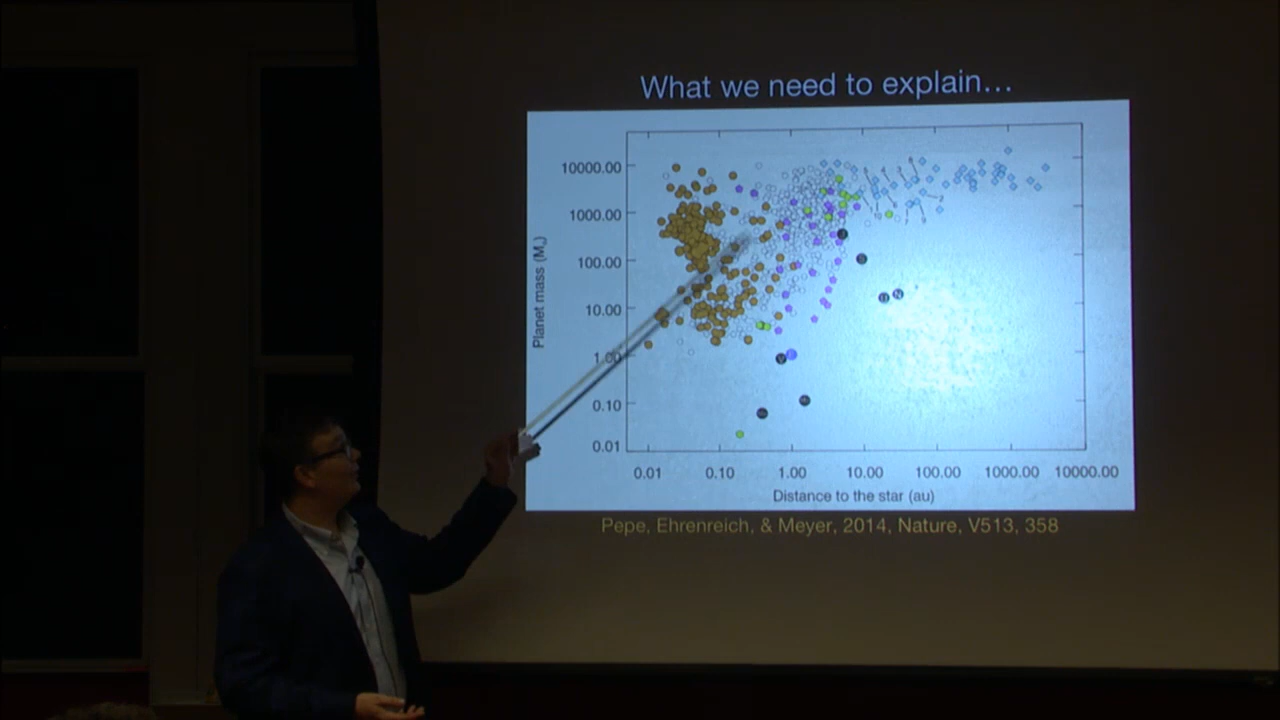 What we need to explain...
10000.00
1000.00
100.00
10.00
1.00
0.10
0.01
Planet mass
0.01 0.10 1.00 10.00 100.00 1000.00 10000.00
Distance to the star (au)
Pepe, Ehrenreich, & Meyer, 2014, Nature, V513, 358